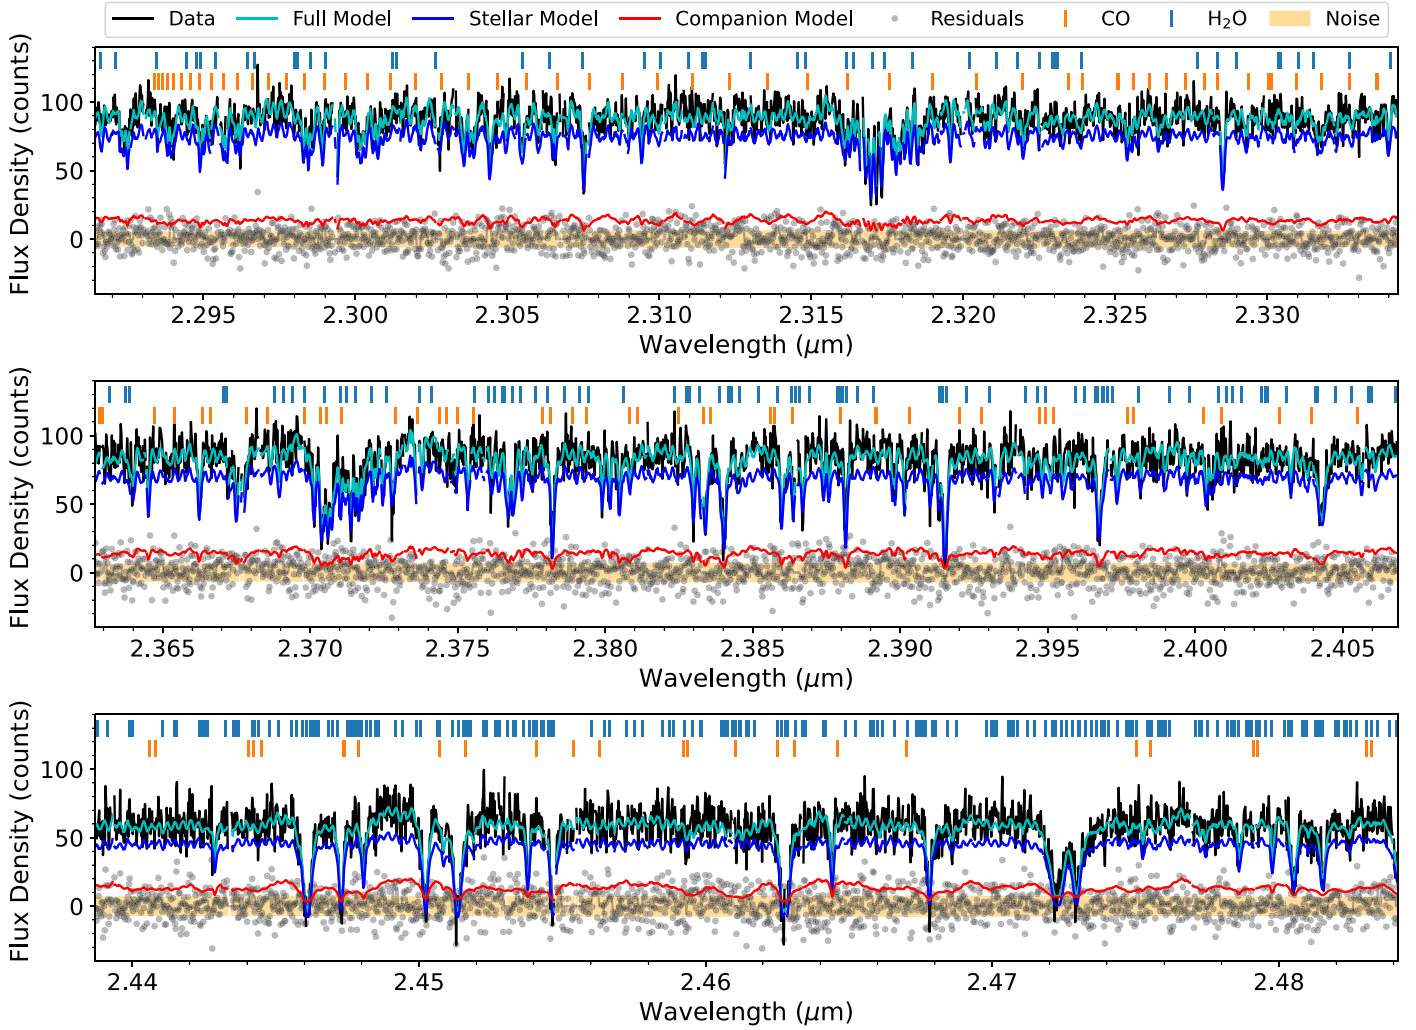 Data Full Model Stellar Model Companion Model Residuals CO H₂O Noise
Flux Density (counts)
100
50
0
2.295 2.300 2.305 2.310 2.315 2.320 2.325 2.330
Wavelength (μm)
Flux Density (counts)
100
50
0
2.365 2.370 2.375 2.380 2.385 2.390 2.395 2.400 2.405
Wavelength (μm)
Flux Density (counts)
100
50
0
2.44 2.45 2.46 2.47 2.48
Wavelength (μm)